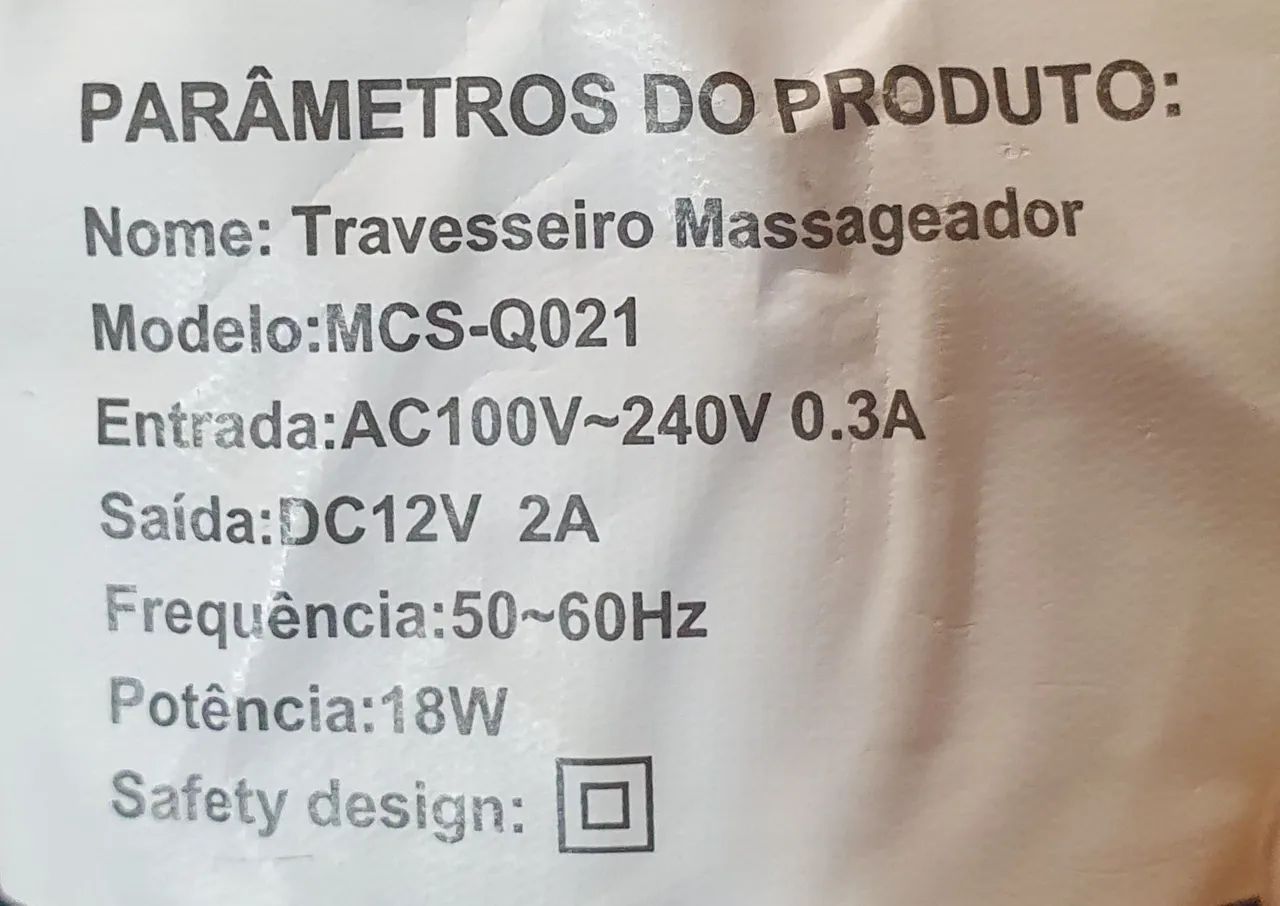 PARÂMETROS DO PRODUTO:
Nome: Travesseiro Massageador
Modelo:MCS-Q021
Entrada:AC100V~240V 0.3A
Saída:DC12V 2A
Frequência:50~60Hz
Potência:18W
Safety design: